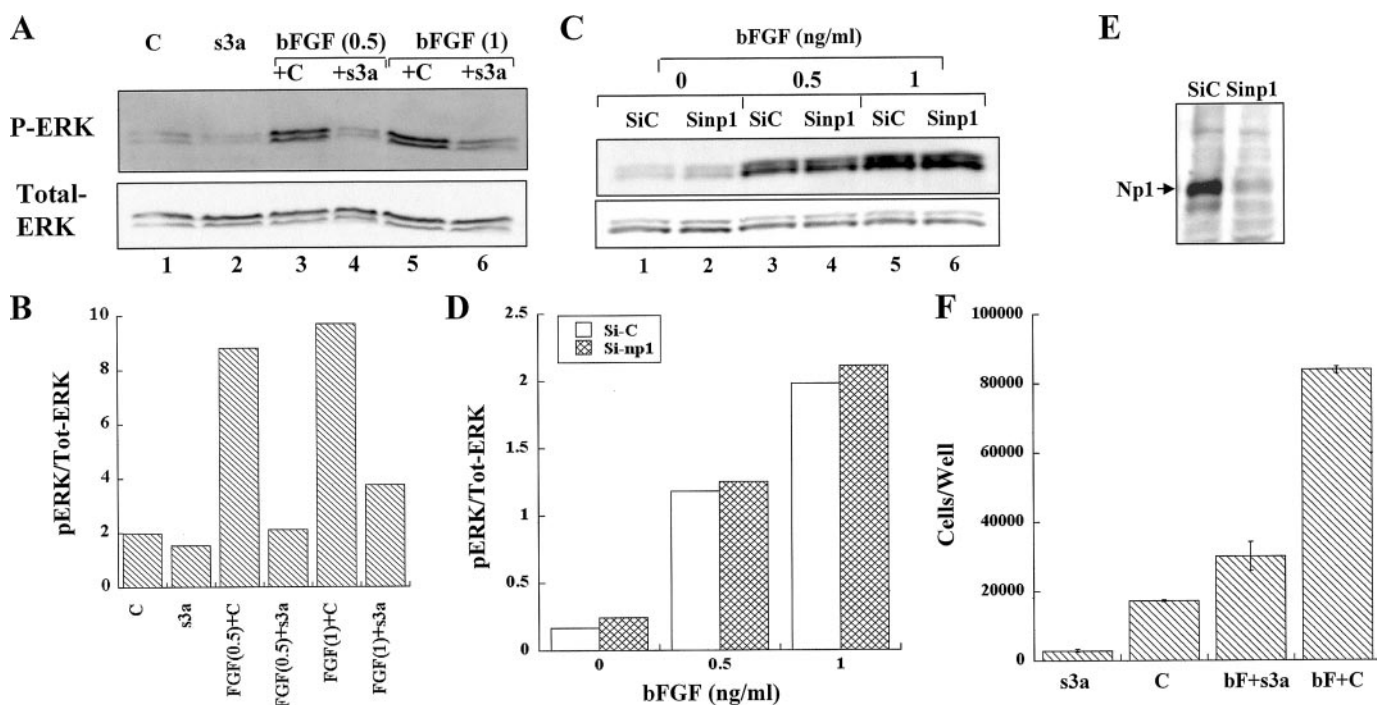 A
C s3a bFGF (0.5) bFGF (1)
+C +s3a +C +s3a
P-ERK
Total-
ERK
1 2 3 4 5 6
C
bFGF (ng/ml)
0 0.5 1
SiC Sinp1 SiC Sinp1 SiC Sinp1
1 2 3 4 5 6
E
SiC Sinp1
Np1
B
pERK/Tot-ERK
10
8
6
4
2
0
C
s3a
FGF(0.5)+C
FGF(0.5)+s3a
FGF(1)+C
FGF(1)+s3a
D
pERK/Tot-ERK
2.5
2
1.5
1
0.5
0
Si-C
Si-np1
0 0.5 1
bFGF (ng/ml)
F
Cells/Well
100000
80000
60000
40000
20000
0
s3a C bF+s3a bF+C